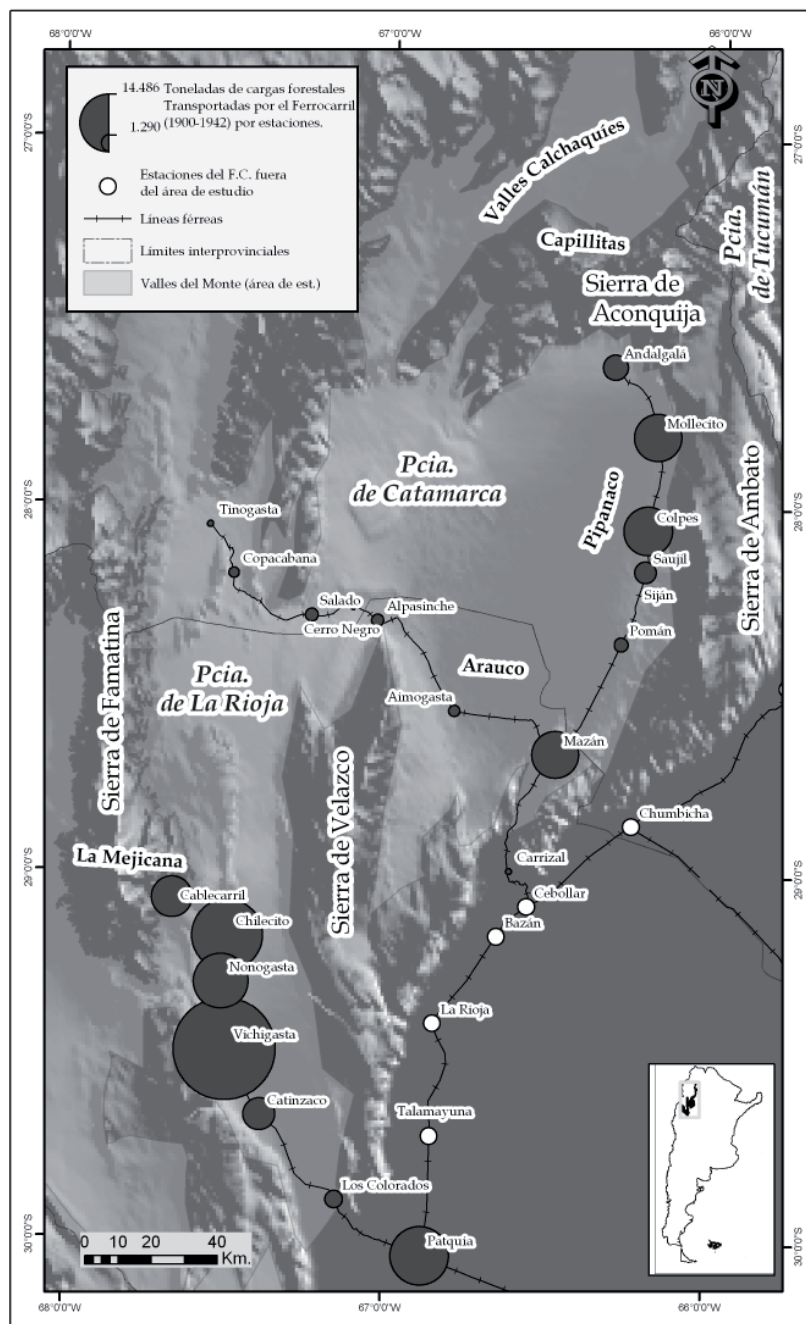 68°0'0"W 67°0'0"W 66°0'0"W
14.486 Toneladas de cargas forestales
Transportadas por el Ferrocarril
1.290 (1900-1942) por estaciones.
Estaciones del F.C. fuera
del área de estudio
Líneas férreas
Límites interprovinciales
Valles del Monte (área de est.)
N
27°0'0"S
27°0'0"S
Valles Calchaquíes
Capillitas
Pcia.
de Tucumán
Sierra de
Aconquija
Andalgalá
Mollecito
Pcia.
de Catamarca
Pipanaco
28°0'0"S
28°0'0"S
Tinogasta
Colpes
Sierra de Ambato
Copacabana
Saujil
Siján
Salado
Alpasinche
Cerro Negro
Pomán
Sierra de Famatina
Pcia.
de La Rioja
Arauco
Aimogasta
Mazán
Sierra de Velazco
Chumbicha
La Mejicana
Carrizal
29°0'0"S
29°0'0"S
Cablecarril
Cebollar
Chilecito
Bazán
Nonogasta
La Rioja
Vichigasta
Catinzaco
Talamayuna
Los Colorados
30°0'0"S
30°0'0"S
Patquía
0 10 20 40
Km.
68°0'0"W 67°0'0"W 66°0'0"W